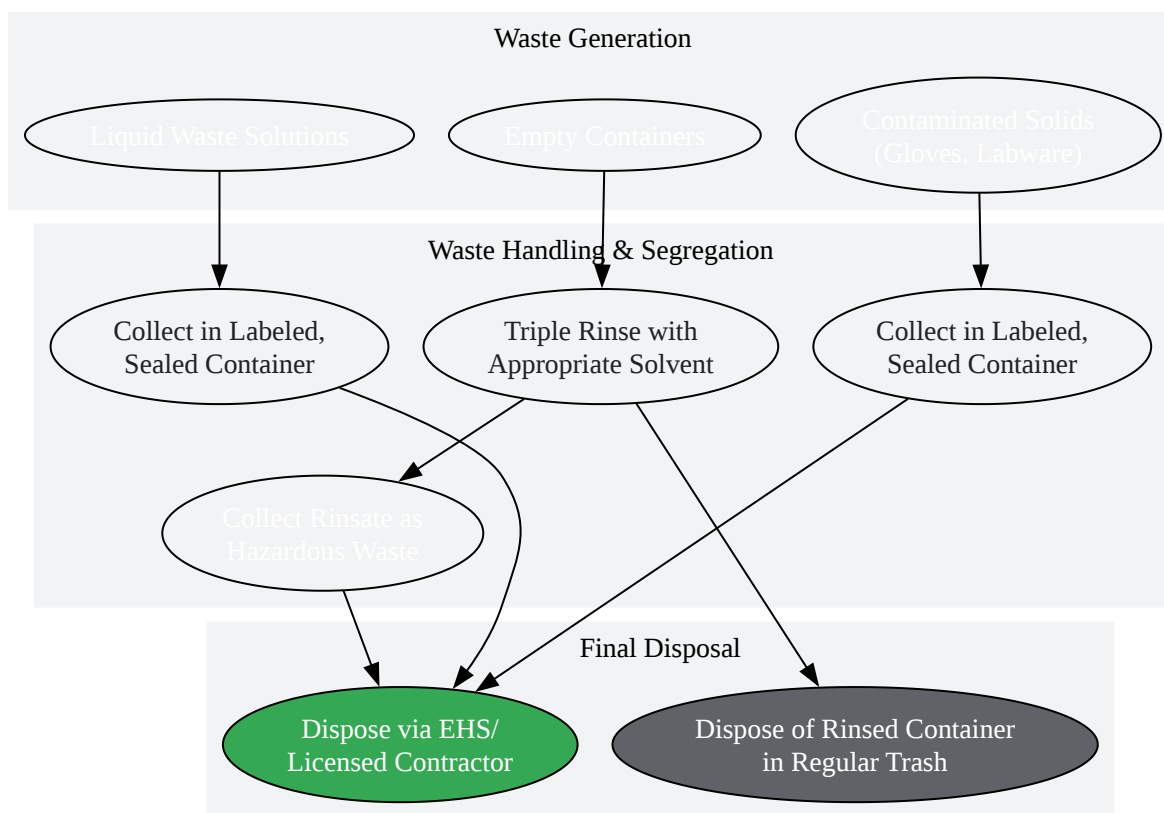 Waste Generation
Liquid Waste Solutions
Empty Containers
Contaminated Solids
(Gloves, Labware)
Waste Handling & Segregation
Collect in Labeled,
Sealed Container
Triple Rinse with
Appropriate Solvent
Collect in Labeled,
Sealed Container
Collect Rinsate as
Hazardous Waste
Final Disposal
Dispose via EHS/
Licensed Contractor
Dispose of Rinsed Container
in Regular Trash